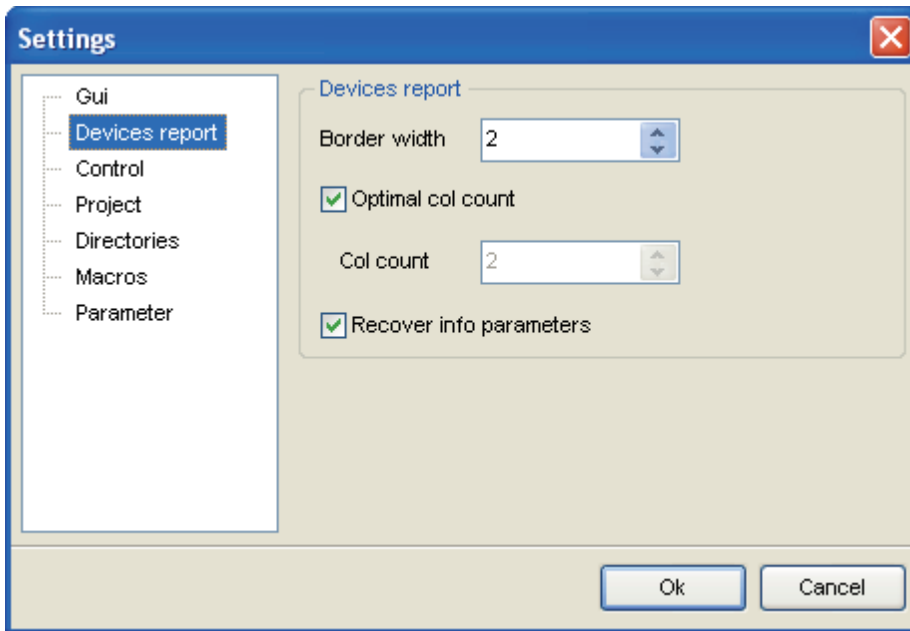 Settings
Gui
Devices report
Control
Project
Directories
Macros
Parameter
Devices report
Border width 2
Optimal col count
Col count 2
Recover info parameters
Ok Cancel